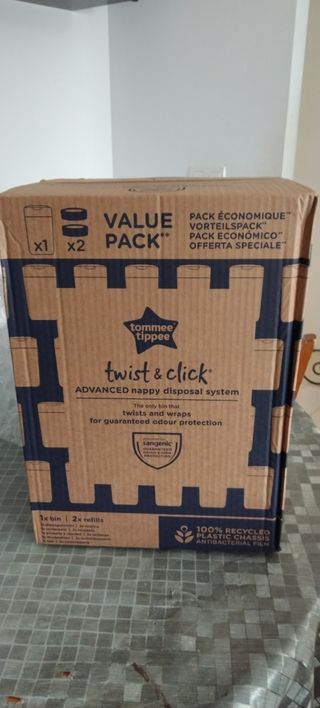 x1
x2
VALUE
PACK**
PACK ÉCONOMIQUE**
VORTEILSPACK**
PACK ECONÓMICO**
OFFERTA SPECIALE**
tommee
tippee
twist & click®
ADVANCED nappy disposal system
The only bin that
twists and wraps
for guaranteed odour protection
sangenic
GUARANTEED
PROTECTION
1x bin | 2x refills
100% RECYCLED
PLASTIC CHASSIS
ANTIBACTERIAL FILM